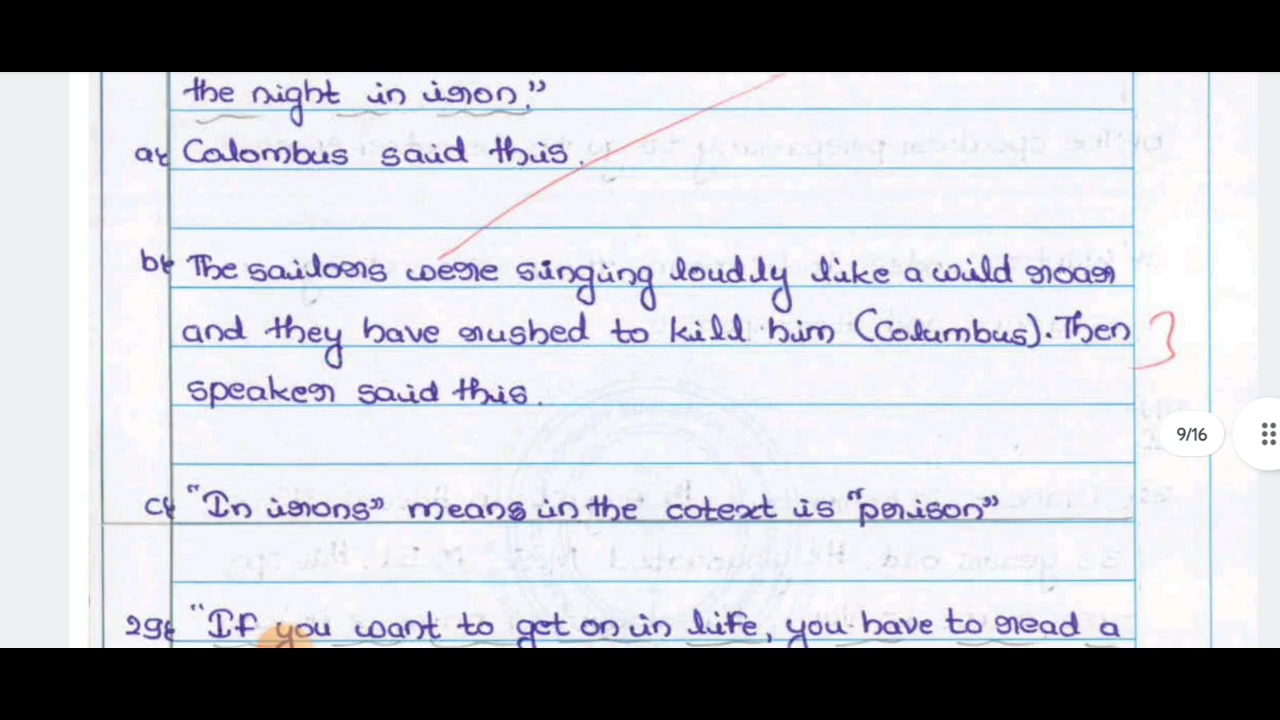 the night in iron."
a) Calombus said this.
b) The sailors were singing loudly like a wild roar
and they have rushed to kill him (Columbus). Then
3
speaker said this.
9/16
c) "In irons" means in the cotext is "perison"
29) "If you want to get on in life, you have to read a